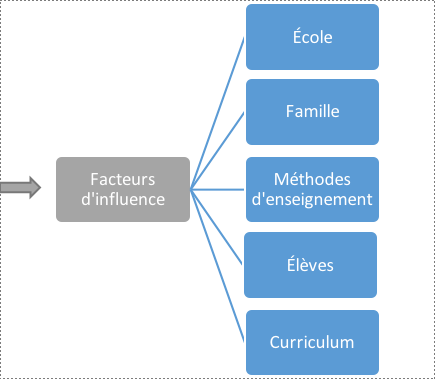 École
Famille
Facteurs
d'influence
Méthodes
d'enseignement
Élèves
Curriculum